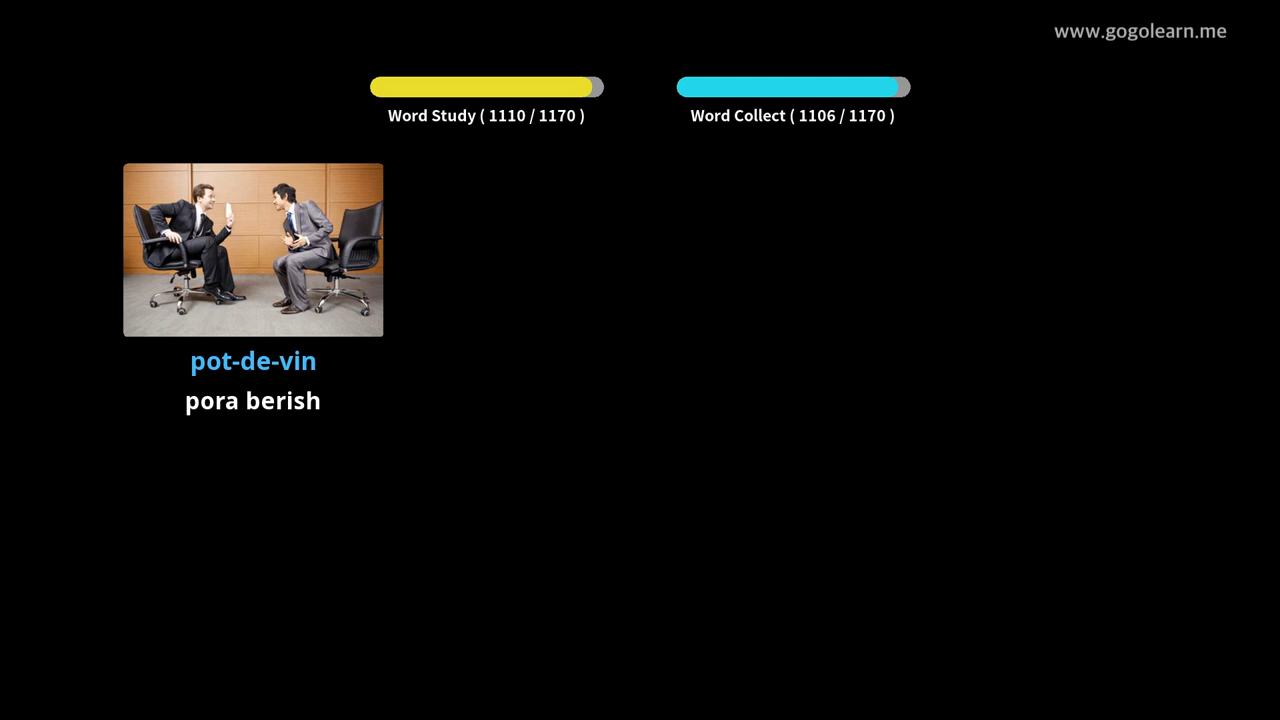 www.gogolearn.me
Word Study ( 1110 / 1170 )
Word Collect ( 1106 / 1170 )
pot-de-vin
pora berish